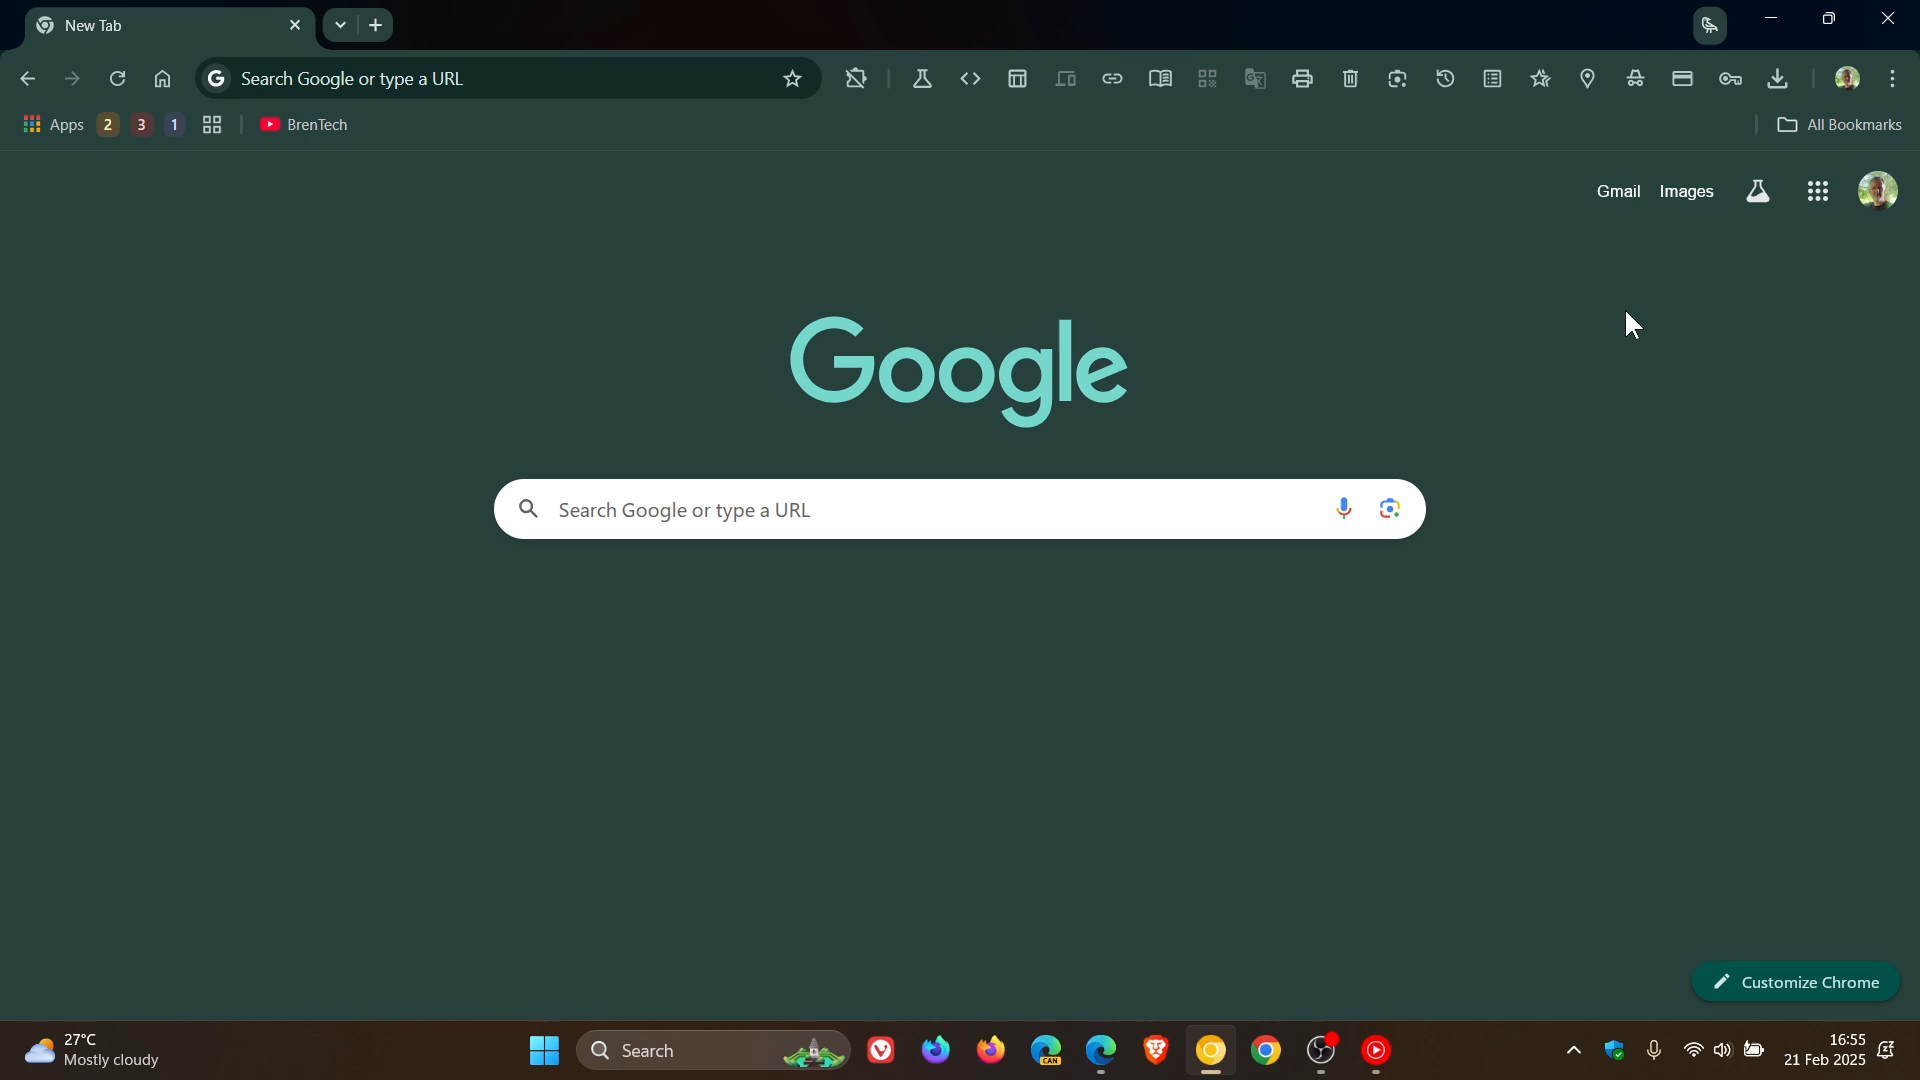 New Tab
Search Google or type a URL
Apps 2 3 1 BrenTech All Bookmarks
Gmail Images
Google
Search Google or type a URL
Customize Chrome
27°C
Mostly cloudy
Search
CAN
16:55
21 Feb 2025